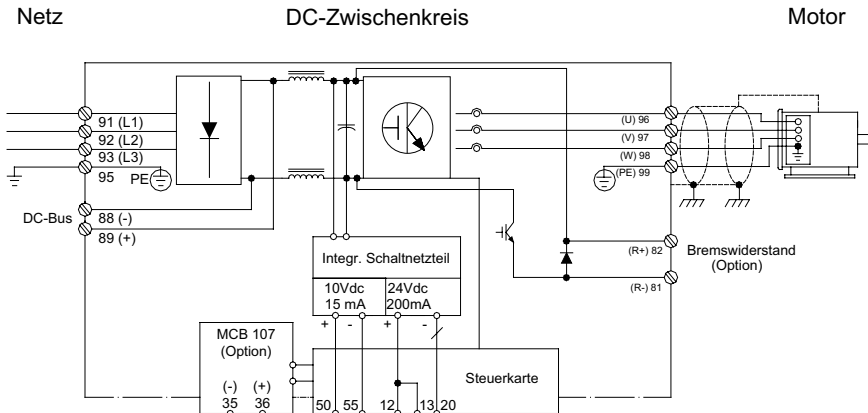 Netz DC-Zwischenkreis Motor
91 (L1)
92 (L2)
93 (L3)
95 PE
(U) 96
(V) 97
(W) 98
(PE) 99
DC-Bus
88 (-)
89 (+)
Integr. Schaltnetzteil
10Vdc 24Vdc
15 mA 200mA
+ - + -
(R+) 82
(R-) 81
Bremswiderstand
(Option)
MCB 107
(Option)
(-) (+)
35 36
Steuerkarte
50 55 12 13 20